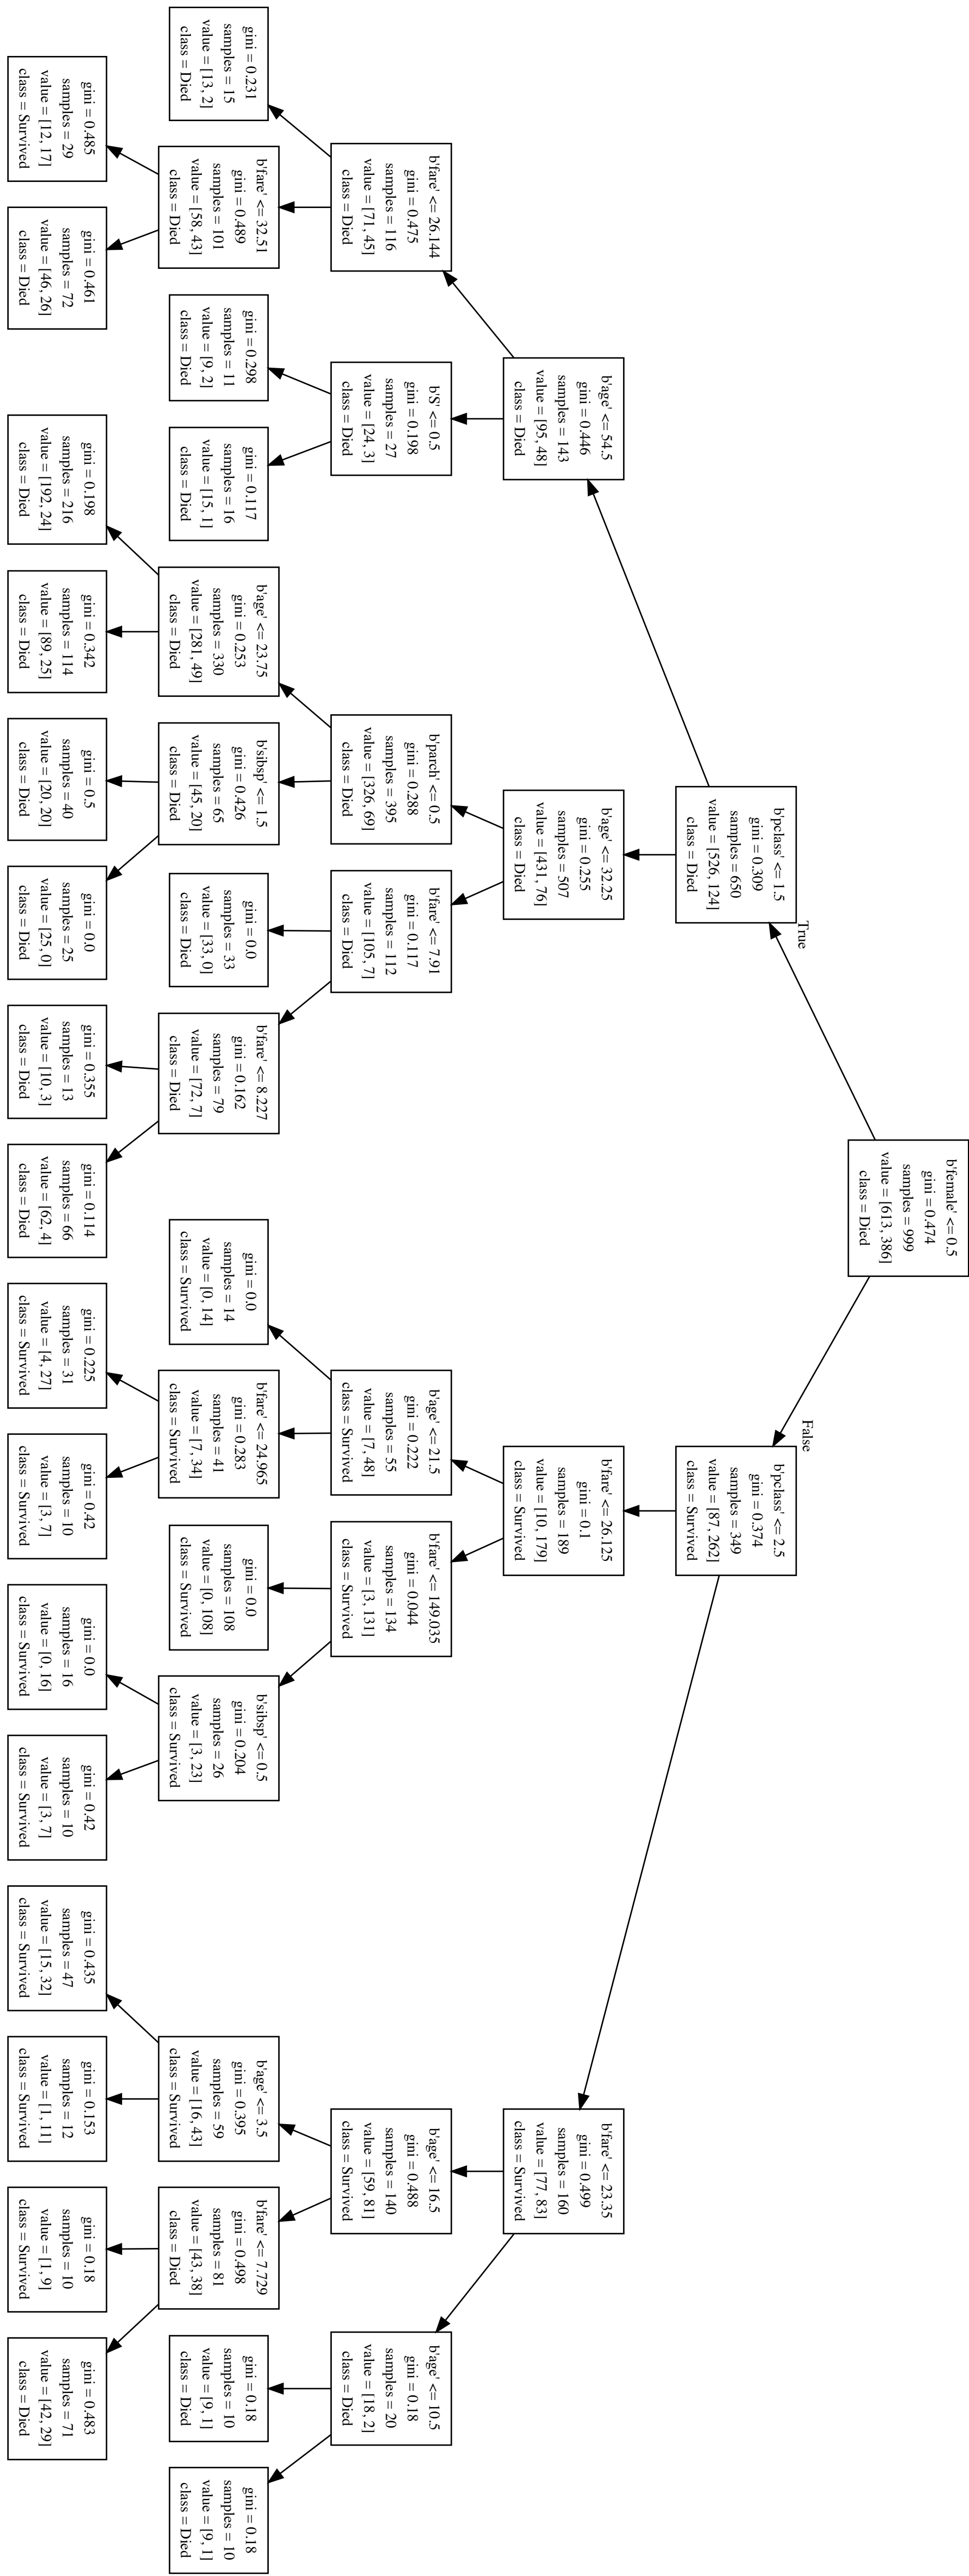 b'female' <= 0.5
gini = 0.474
samples = 999
value = [613, 386]
class = Died
True
False
b'pclass' <= 1.5
gini = 0.309
samples = 650
value = [526, 124]
class = Died
b'pclass' <= 2.5
gini = 0.374
samples = 349
value = [87, 262]
class = Survived
b'age' <= 54.5
gini = 0.446
samples = 143
value = [95, 48]
class = Died
b'age' <= 32.25
gini = 0.255
samples = 507
value = [431, 76]
class = Died
b'fare' <= 26.125
gini = 0.1
samples = 189
value = [10, 179]
class = Survived
b'fare' <= 23.35
gini = 0.499
samples = 160
value = [77, 83]
class = Survived
b'fare' <= 26.144
gini = 0.475
samples = 116
value = [71, 45]
class = Died
b'S' <= 0.5
gini = 0.198
samples = 27
value = [24, 3]
class = Died
b'parch' <= 0.5
gini = 0.288
samples = 395
value = [326, 69]
class = Died
b'fare' <= 7.91
gini = 0.117
samples = 112
value = [105, 7]
class = Died
b'age' <= 21.5
gini = 0.222
samples = 55
value = [7, 48]
class = Survived
b'fare' <= 149.035
gini = 0.044
samples = 134
value = [3, 131]
class = Survived
b'age' <= 16.5
gini = 0.488
samples = 140
value = [59, 81]
class = Survived
b'age' <= 10.5
gini = 0.18
samples = 20
value = [18, 2]
class = Died
gini = 0.231
samples = 15
value = [13, 2]
class = Died
b'fare' <= 32.51
gini = 0.489
samples = 101
value = [58, 43]
class = Died
gini = 0.298
samples = 11
value = [9, 2]
class = Died
gini = 0.117
samples = 16
value = [15, 1]
class = Died
b'age' <= 23.75
gini = 0.253
samples = 330
value = [281, 49]
class = Died
b'sibsp' <= 1.5
gini = 0.426
samples = 65
value = [45, 20]
class = Died
gini = 0.0
samples = 33
value = [33, 0]
class = Died
b'fare' <= 8.227
gini = 0.162
samples = 79
value = [72, 7]
class = Died
gini = 0.0
samples = 14
value = [0, 14]
class = Survived
b'fare' <= 24.965
gini = 0.283
samples = 41
value = [7, 34]
class = Survived
gini = 0.0
samples = 108
value = [0, 108]
class = Survived
b'sibsp' <= 0.5
gini = 0.204
samples = 26
value = [3, 23]
class = Survived
b'age' <= 3.5
gini = 0.395
samples = 59
value = [16, 43]
class = Survived
b'fare' <= 7.729
gini = 0.498
samples = 81
value = [43, 38]
class = Died
gini = 0.18
samples = 10
value = [9, 1]
class = Died
gini = 0.18
samples = 10
value = [9, 1]
class = Died
gini = 0.485
samples = 29
value = [12, 17]
class = Survived
gini = 0.461
samples = 72
value = [46, 26]
class = Died
gini = 0.198
samples = 216
value = [192, 24]
class = Died
gini = 0.342
samples = 114
value = [89, 25]
class = Died
gini = 0.5
samples = 40
value = [20, 20]
class = Died
gini = 0.0
samples = 25
value = [25, 0]
class = Died
gini = 0.355
samples = 13
value = [10, 3]
class = Died
gini = 0.114
samples = 66
value = [62, 4]
class = Died
gini = 0.225
samples = 31
value = [4, 27]
class = Survived
gini = 0.42
samples = 10
value = [3, 7]
class = Survived
gini = 0.0
samples = 16
value = [0, 16]
class = Survived
gini = 0.42
samples = 10
value = [3, 7]
class = Survived
gini = 0.435
samples = 47
value = [15, 32]
class = Survived
gini = 0.153
samples = 12
value = [1, 11]
class = Survived
gini = 0.18
samples = 10
value = [1, 9]
class = Survived
gini = 0.483
samples = 71
value = [42, 29]
class = Died